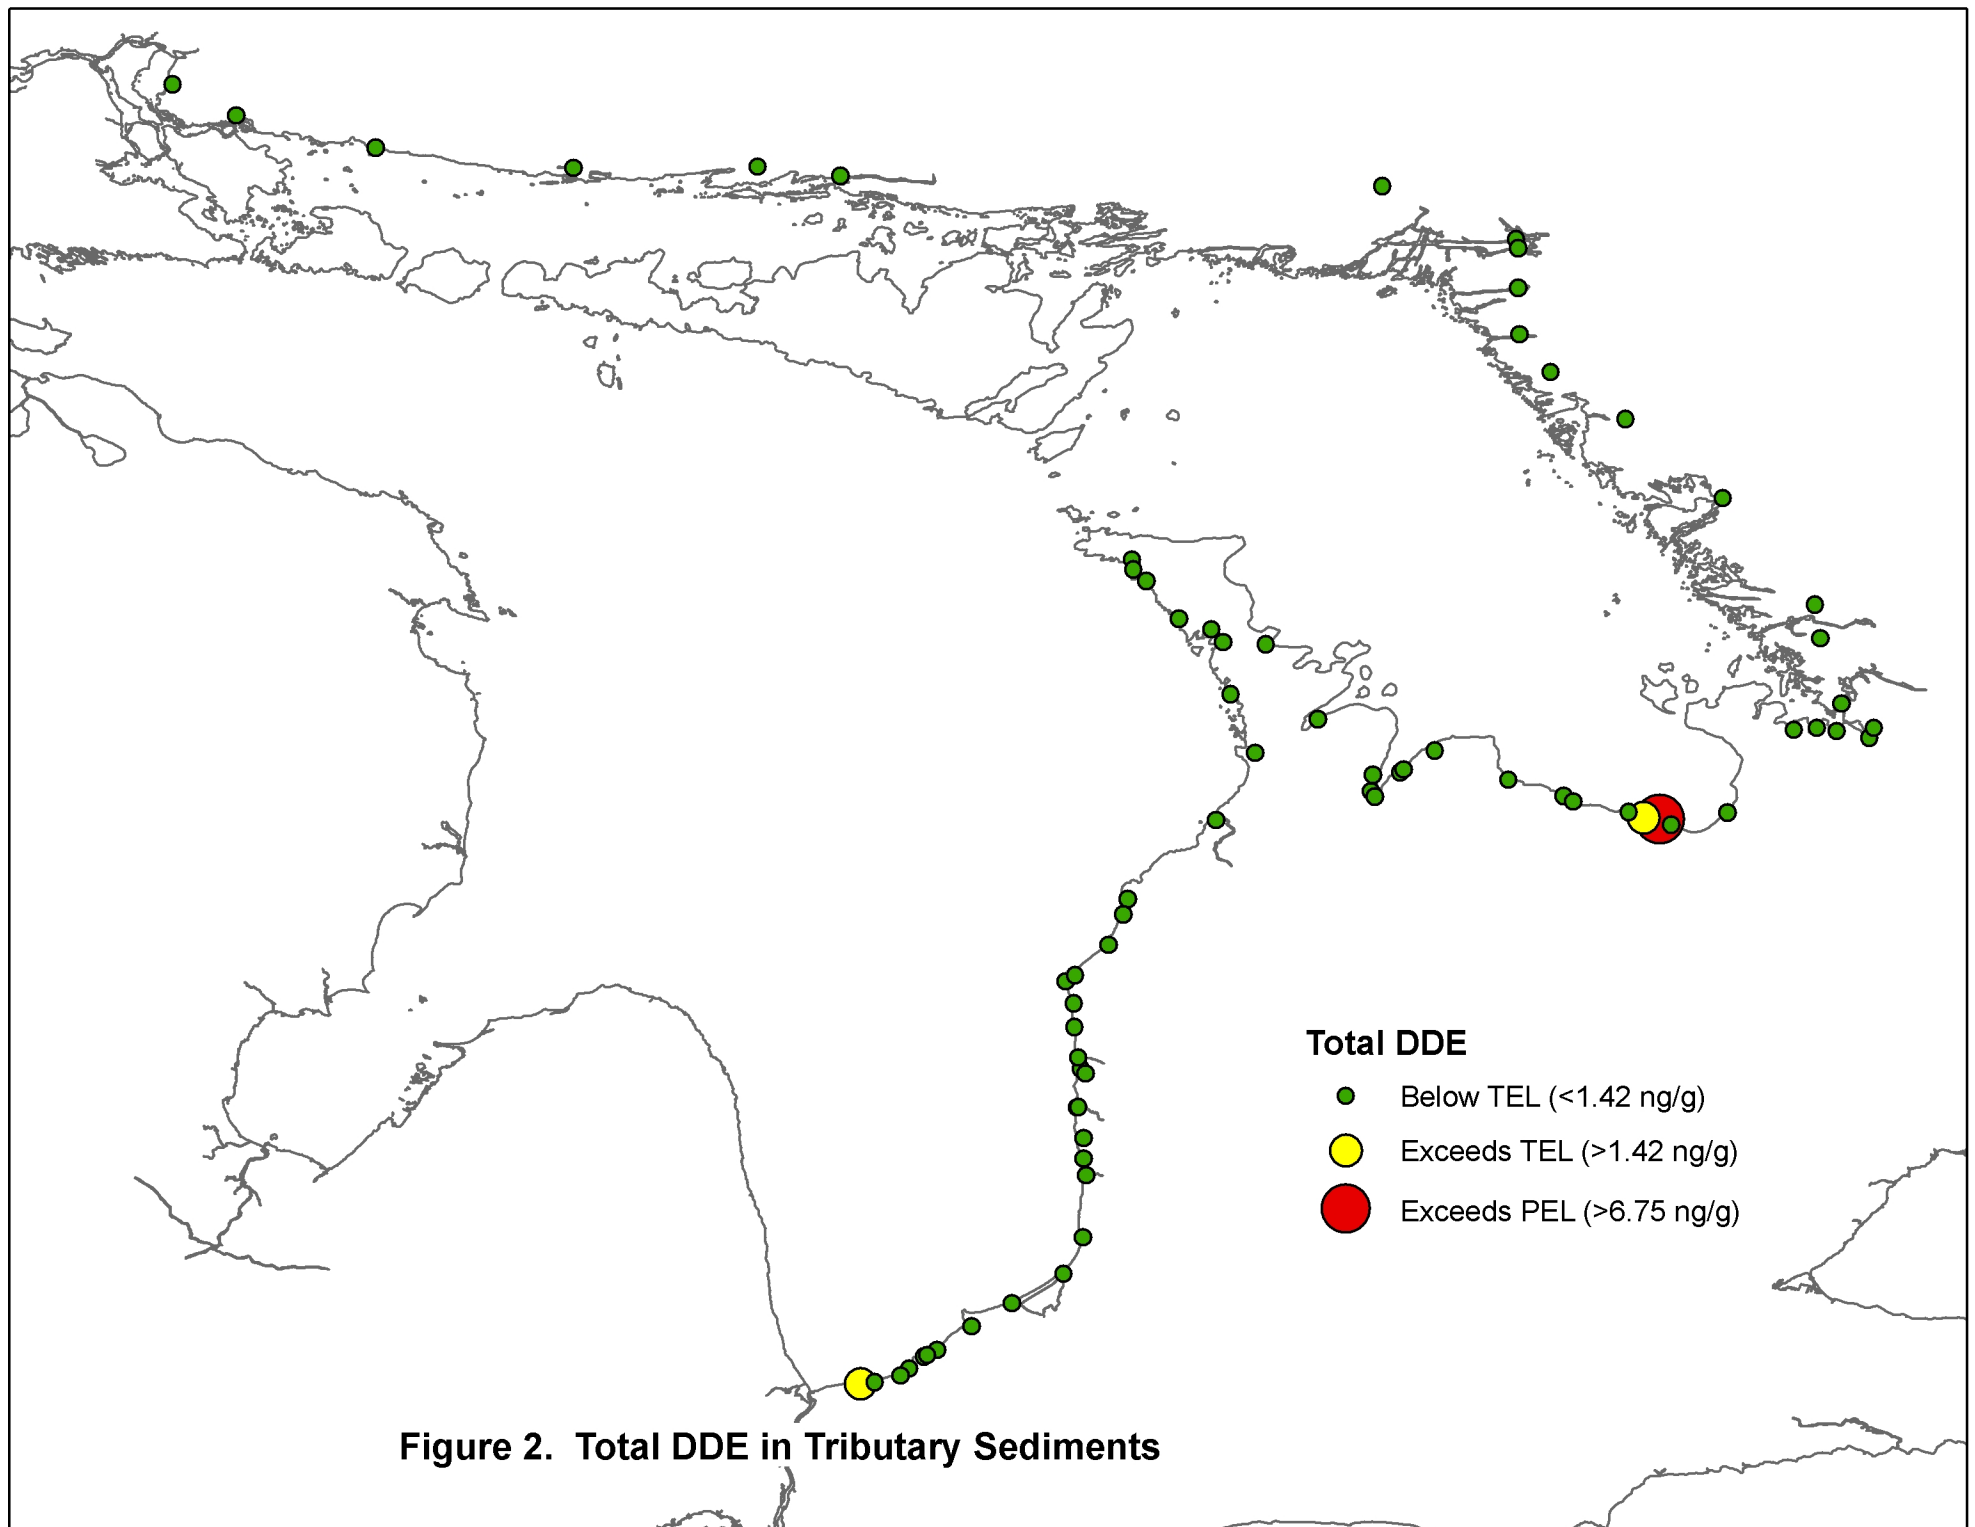 Total DDE
Below TEL (<1.42 ng/g)
Exceeds TEL (>1.42 ng/g)
Exceeds PEL (>6.75 ng/g)
Figure 2.  Total DDE in Tributary Sediments